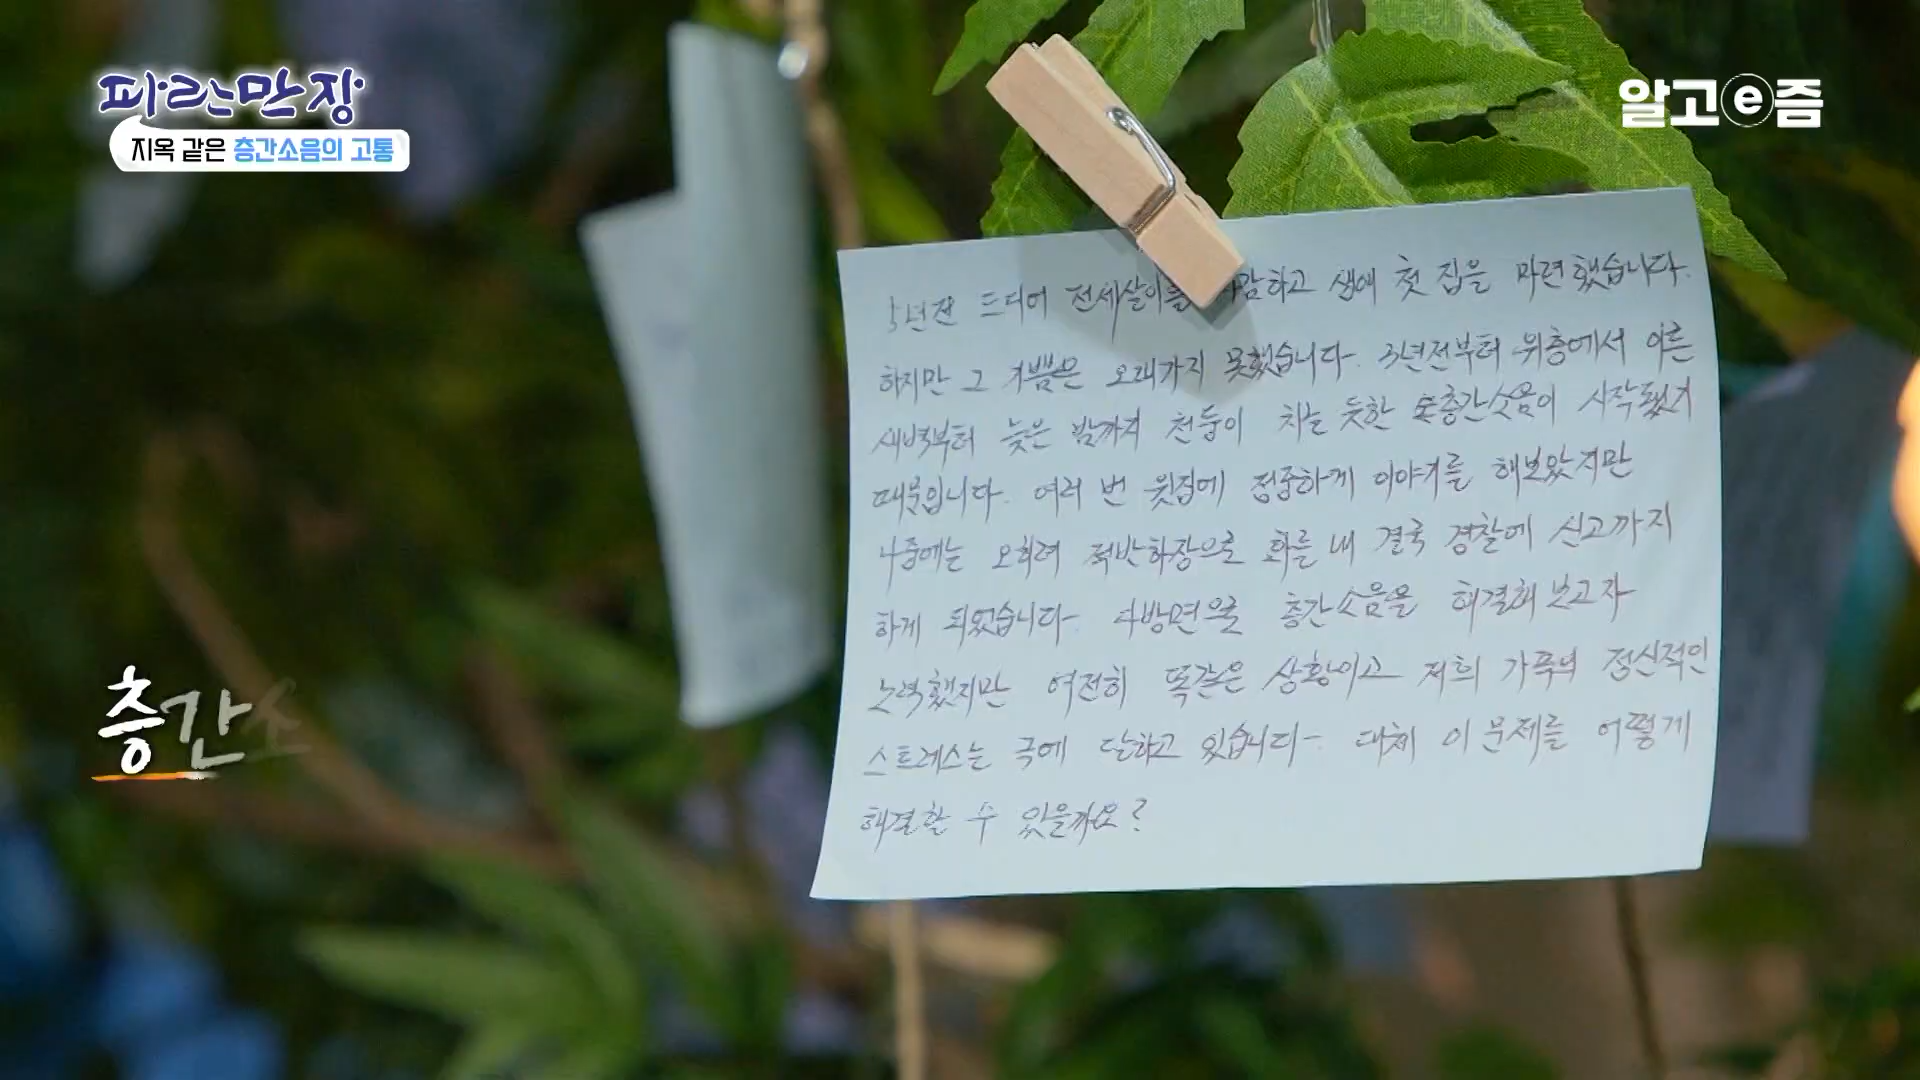 파란만장
지옥 같은 층간소음의 고통
알고e즘
5년전 드디어 전세살이를 하고 생애 첫 집을 마련했습니다.
하지만 그 기쁨은 오래가지 못했습니다. 3년전부터 위층에서 이른
새벽부터 늦은 밤까지 천둥이 치는 듯한 층간소음이 시작됐기
때문입니다. 여러 번 윗집에 정중하게 이야기를 해보았지만
나중에는 오히려 적반하장으로 화를 내 결국 경찰에 신고까지
하게 되었습니다. 다방면으로 층간소음을 해결해 보고자
노력했지만 여전히 똑같은 상황이고 저희 가족의 정신적인
스트레스는 극에 달하고 있습니다. 대체 이 문제를 어떻게
해결할 수 있을까요?
층간소